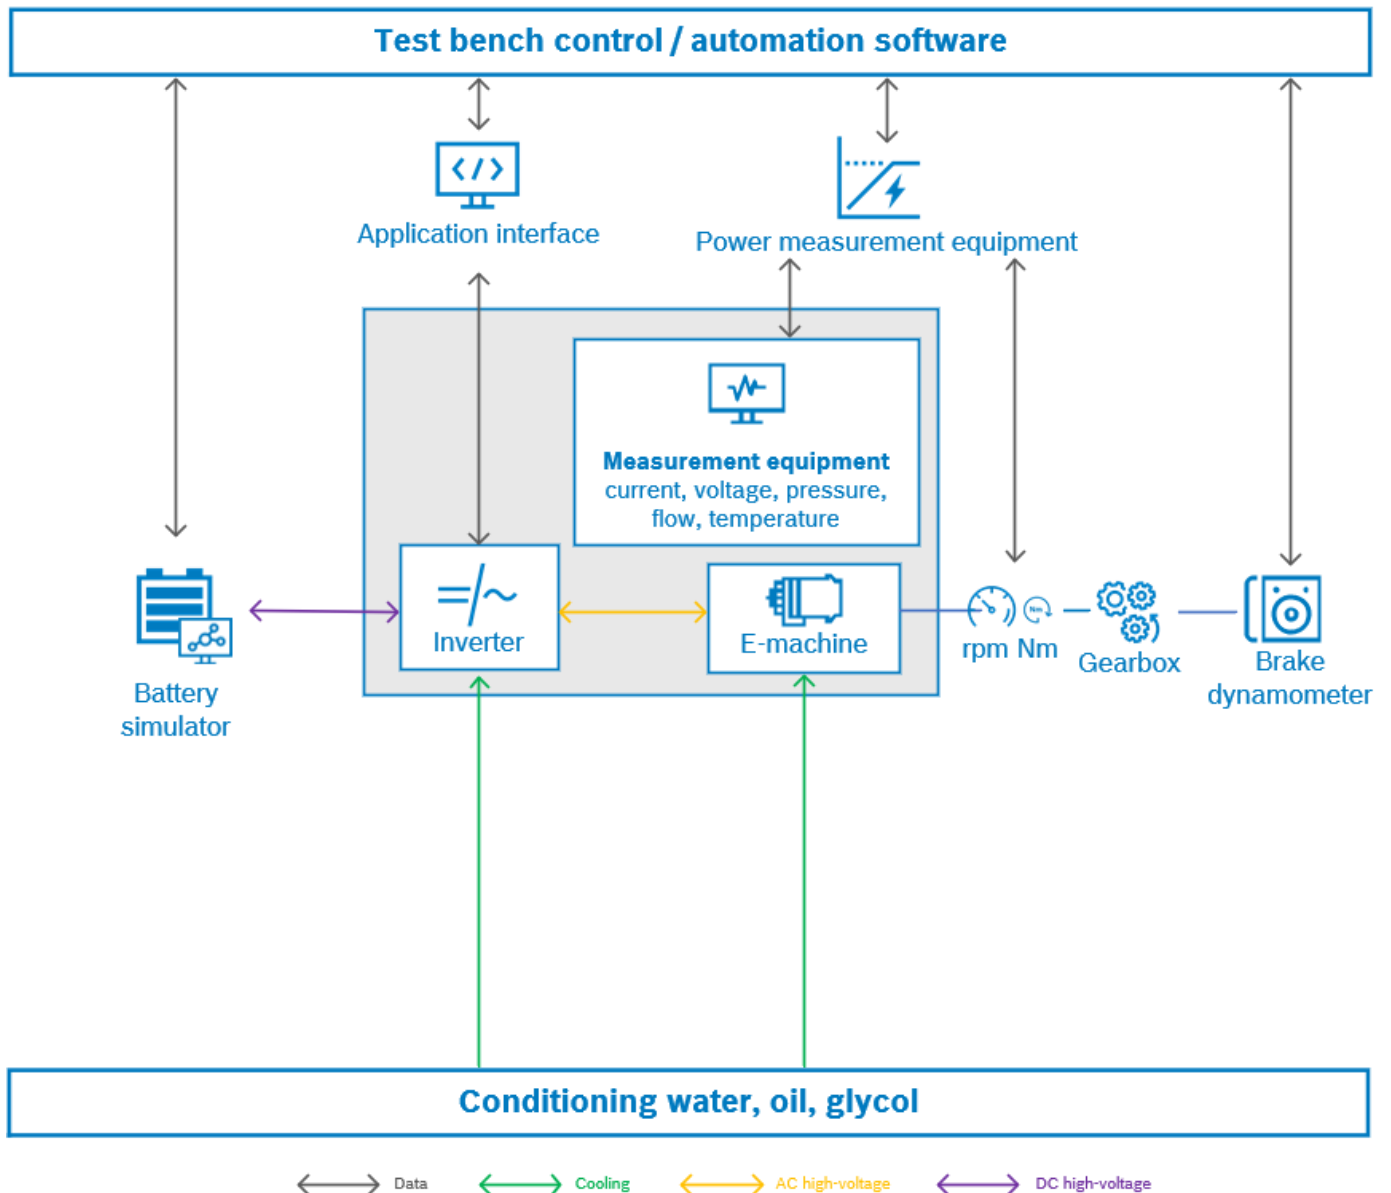 Test bench control / automation software
Application interface
Power measurement equipment
Measurement equipment
current, voltage, pressure,
flow, temperature
Inverter
E-machine
Nm
rpm Nm
Gearbox
Brake
dynamometer
Battery
simulator
Conditioning water, oil, glycol
Data
Cooling
AC high-voltage
DC high-voltage